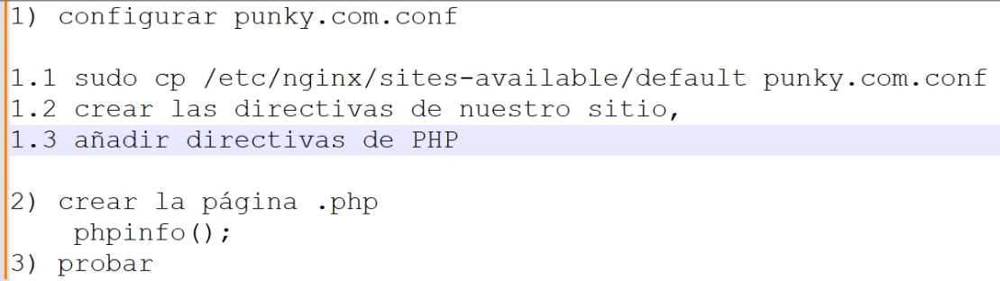 1) configurar punky.com.conf
1.1 sudo cp /etc/nginx/sites-available/default punky.com.conf
1.2 crear las directivas de nuestro sitio,
1.3 añadir directivas de PHP
2) crear la página .php
phpinfo();
3) probar